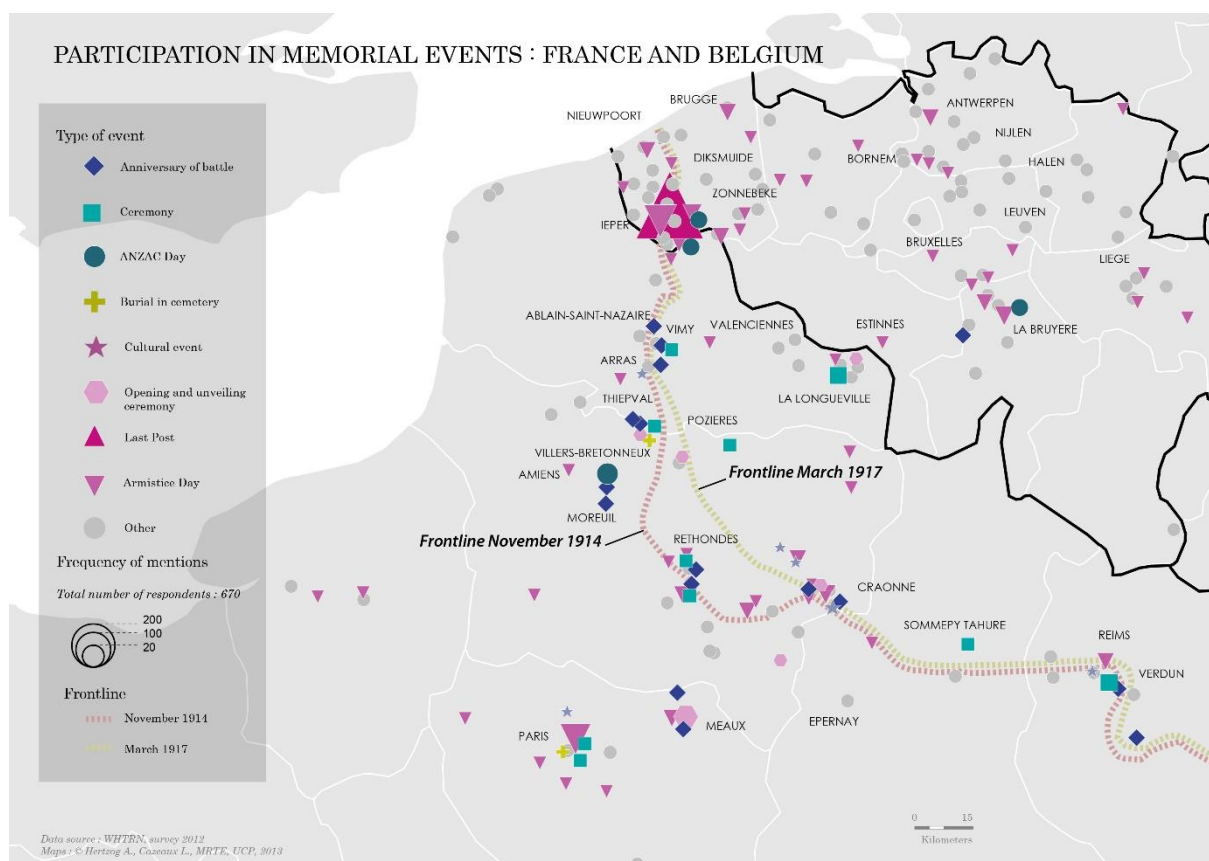 PARTICIPATION IN MEMORIAL EVENTS : FRANCE AND BELGIUM
Type of event
Anniversary of battle
Ceremony
ANZAC Day
Burial in cemetery
Cultural event
Opening and unveiling
ceremony
Last Post
Armistice Day
Other
Frequency of mentions
Total number of respondents : 670
200
100
20
Frontline
November 1914
March 1917
BRUGGE
NIEUWPOORT
ANTWERPEN
NIJLEN
DIKSMUIDE
BORNEM
HALEN
ZONNEBEKE
LEUVEN
IEPER
BRUXELLES
LIEGE
ABLAIN-SAINT-NAZAIRE
VIMY
VALENCIENNES
ESTINNES
LA BRUYERE
ARRAS
THIEPVAL
LA LONGUEVILLE
POZIERES
VILLERS-BRETONNEUX
AMIENS
Frontline March 1917
MOREUIL
Frontline November 1914
RETHONDES
CRAONNE
SOMMEPY TAHURE
REIMS
VERDUN
EPERNAY
MEAUX
PARIS
0 15
Kilometers
Data source : WHTRN, survey 2012
Maps : © Hertzog A., Cazeaux L., MRTE, UCP, 2013